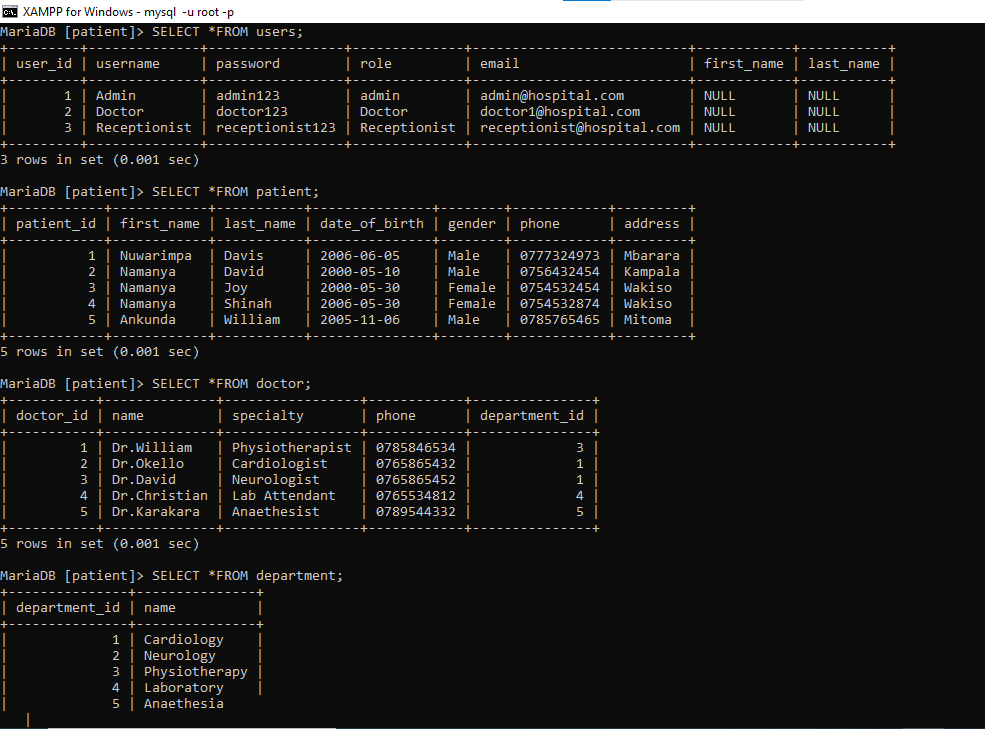 XAMPP for Windows - mysql  -u root -p
MariaDB [patient]> SELECT *FROM users;
+---------+--------------+-----------------+--------------+---------------------------+------------+-----------+
| user_id | username     | password        | role         | email                     | first_name | last_name |
+---------+--------------+-----------------+--------------+---------------------------+------------+-----------+
|       1 | Admin        | admin123        | admin        | admin@hospital.com        | NULL       | NULL      |
|       2 | Doctor       | doctor123       | Doctor       | doctor1@hospital.com      | NULL       | NULL      |
|       3 | Receptionist | receptionist123 | Receptionist | receptionist@hospital.com | NULL       | NULL      |
+---------+--------------+-----------------+--------------+---------------------------+------------+-----------+
3 rows in set (0.001 sec)
MariaDB [patient]> SELECT *FROM patient;
+------------+------------+-----------+---------------+--------+------------+---------+
| patient_id | first_name | last_name | date_of_birth | gender | phone      | address |
+------------+------------+-----------+---------------+--------+------------+---------+
|          1 | Nuwarimpa  | Davis     | 2006-06-05    | Male   | 0777324973 | Mbarara |
|          2 | Namanya    | David     | 2000-05-10    | Male   | 0756432454 | Kampala |
|          3 | Namanya    | Joy       | 2000-05-30    | Female | 0754532454 | Wakiso  |
|          4 | Namanya    | Shinah    | 2006-05-30    | Female | 0754532874 | Wakiso  |
|          5 | Ankunda    | William   | 2005-11-06    | Male   | 0785765465 | Mitoma  |
+------------+------------+-----------+---------------+--------+------------+---------+
5 rows in set (0.001 sec)
MariaDB [patient]> SELECT *FROM doctor;
+-----------+--------------+-----------------+------------+---------------+
| doctor_id | name         | specialty       | phone      | department_id |
+-----------+--------------+-----------------+------------+---------------+
|         1 | Dr.William   | Physiotherapist | 0785846534 |             3 |
|         2 | Dr.Okello    | Cardiologist    | 0765865432 |             1 |
|         3 | Dr.David     | Neurologist     | 0765865452 |             1 |
|         4 | Dr.Christian | Lab Attendant   | 0765534812 |             4 |
|         5 | Dr.Karakara  | Anaethesist     | 0789544332 |             5 |
+-----------+--------------+-----------------+------------+---------------+
5 rows in set (0.001 sec)
MariaDB [patient]> SELECT *FROM department;
+---------------+---------------+
| department_id | name          |
+---------------+---------------+
|             1 | Cardiology    |
|             2 | Neurology     |
|             3 | Physiotherapy |
|             4 | Laboratory    |
|             5 | Anaethesia
   |